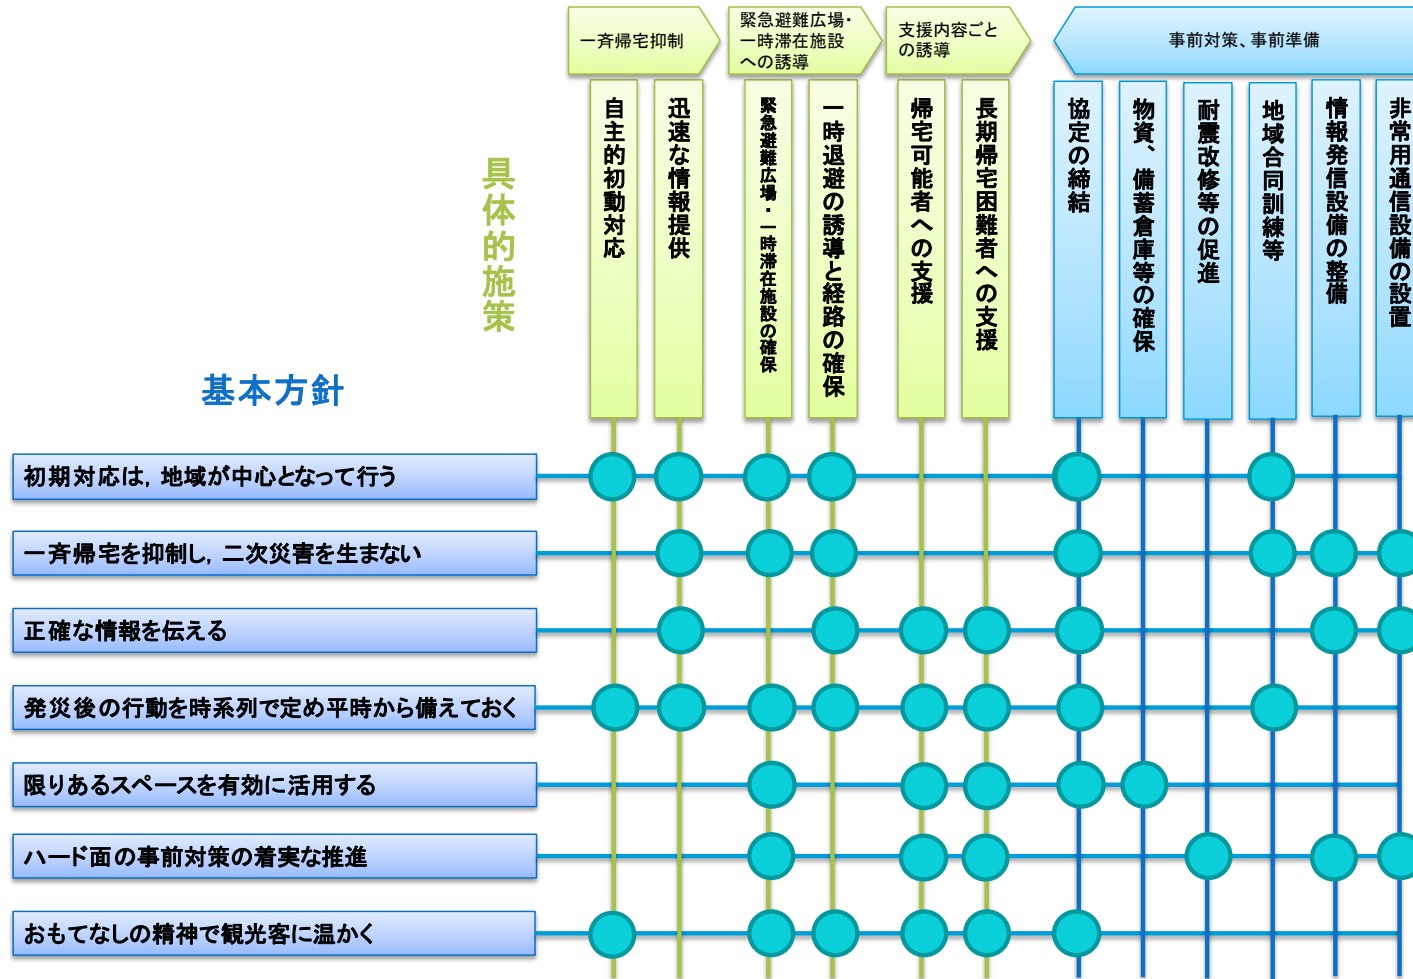 一斉帰宅抑制
緊急避難広場・
一時滞在施設
への誘導
支援内容ごと
の誘導
事前対策、事前準備
自主的初動対応
迅速な情報提供
緊急避難広場・一時滞在施設の確保
一時退避の誘導と経路の確保
帰宅可能者への支援
長期帰宅困難者への支援
協定の締結
物資、備蓄倉庫等の確保
耐震改修等の促進
地域合同訓練等
情報発信設備の整備
非常用通信設備の設置
具体的施策
基本方針
初期対応は，地域が中心となって行う
一斉帰宅を抑制し，二次災害を生まない
正確な情報を伝える
発災後の行動を時系列で定め平時から備えておく
限りあるスペースを有効に活用する
ハード面の事前対策の着実な推進
おもてなしの精神で観光客に温かく